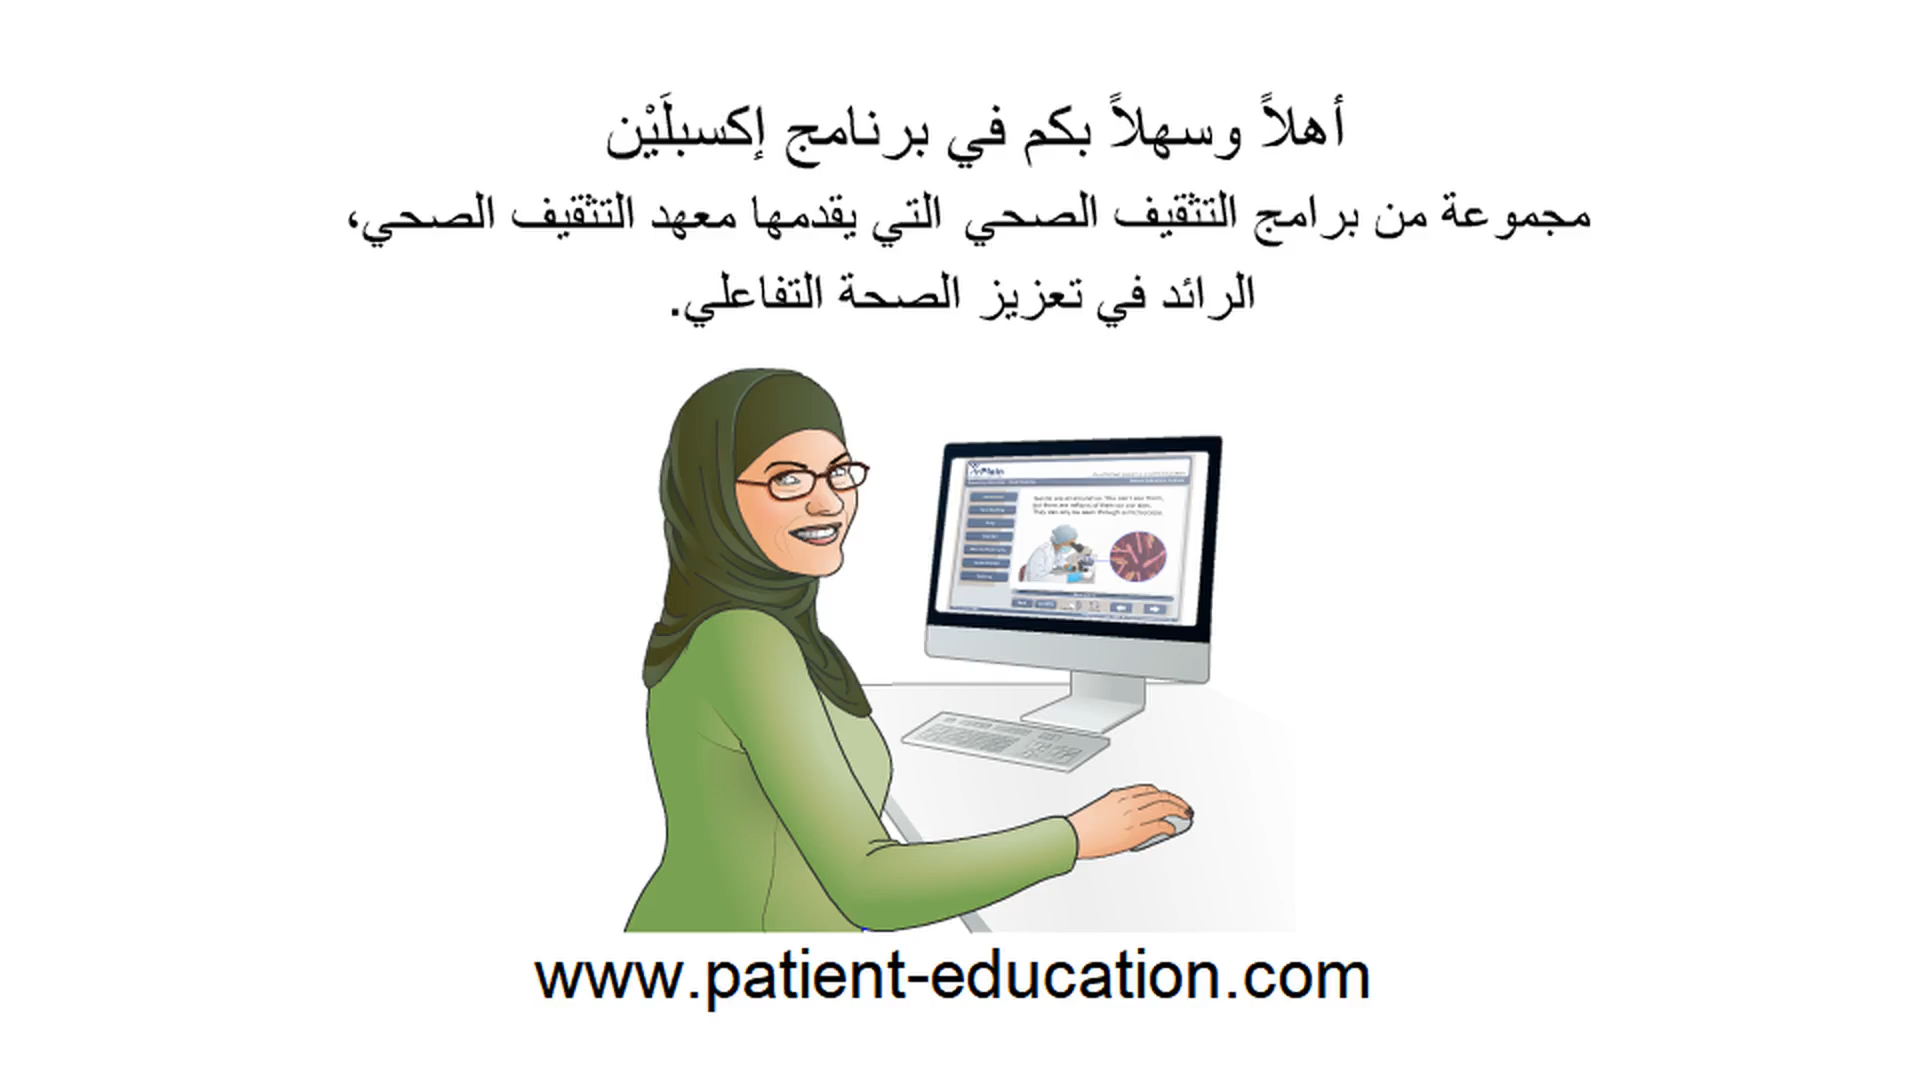 أهلاً وسهلاً بكم في برنامج إكسبلَيْن
مجموعة من برامج التثقيف الصحي التي يقدمها معهد التثقيف الصحي،
الرائد في تعزيز الصحة التفاعلي.
www.patient-education.com